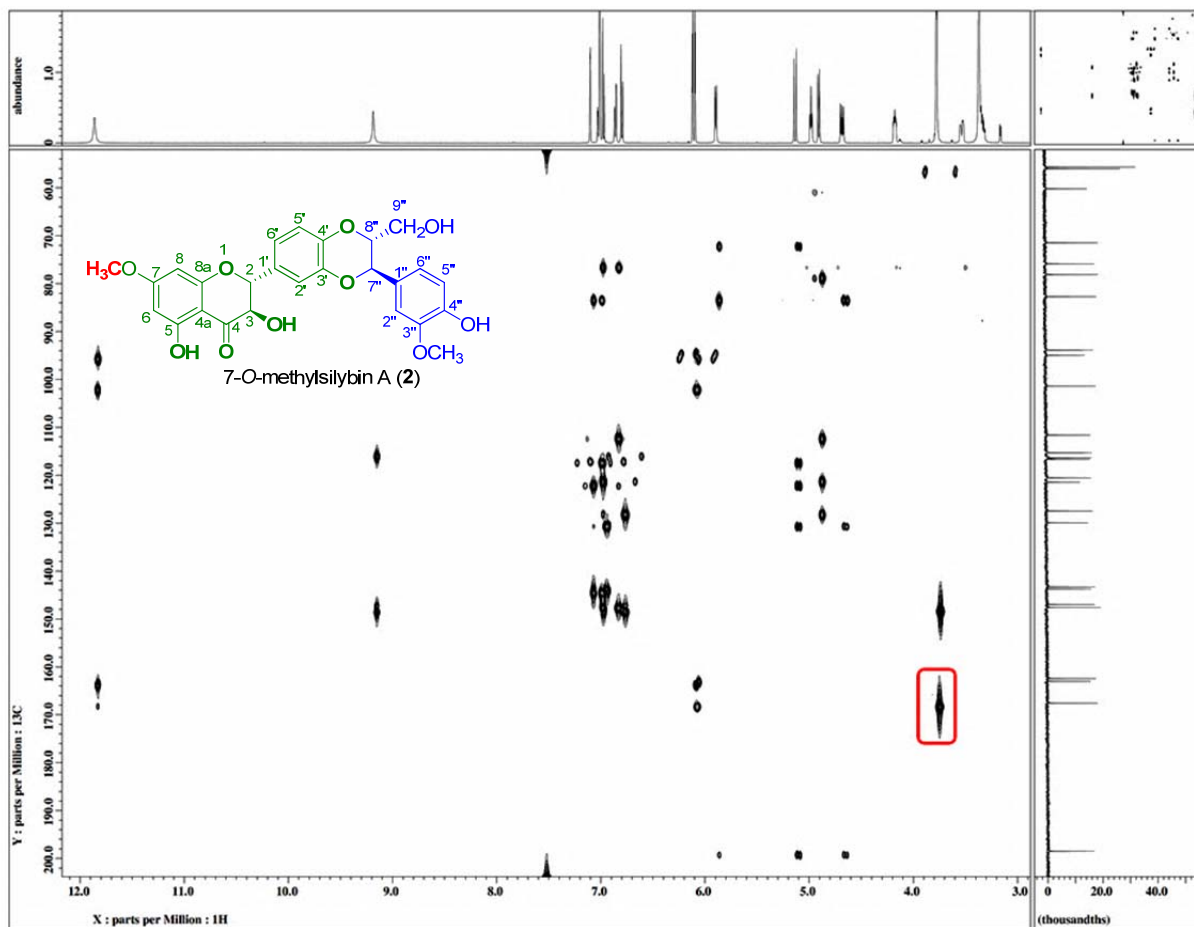 abundance
1.0
0
60.0
70.0
80.0
90.0
100.0
110.0
120.0
130.0
140.0
150.0
160.0
170.0
180.0
190.0
200.0
Y : parts per Million : 13C
9"
5'
O
8"
CH₂OH
6'
4'
8
1
H₃CO
7
8a
O
2
1'
3'
O
7"
1"
6"
5"
2'
6
5
4a
4
3
OH
2"
3"
4"
OH
OH
O
OCH₃
7-O-methylsilybin A (2)
12.0 11.0 10.0 9.0 8.0 7.0 6.0 5.0 4.0 3.0
0 20.0 40.0
X : parts per Million : 1H
(thousandths)